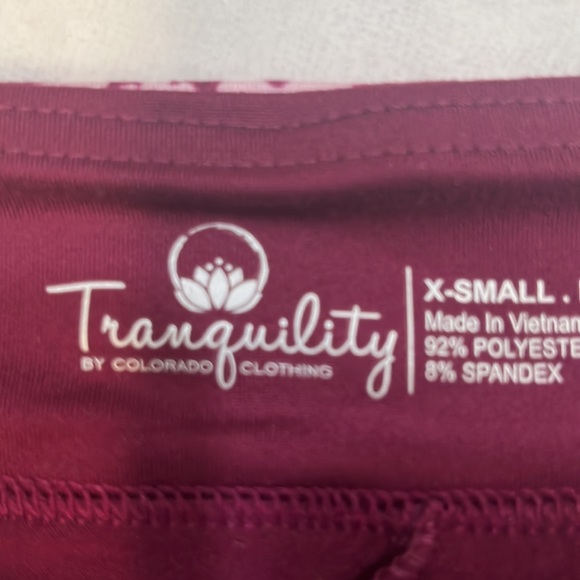 Tranquility
BY COLORADO CLOTHING
X-SMALL .
Made In Vietnam
92% POLYESTE
8% SPANDEX